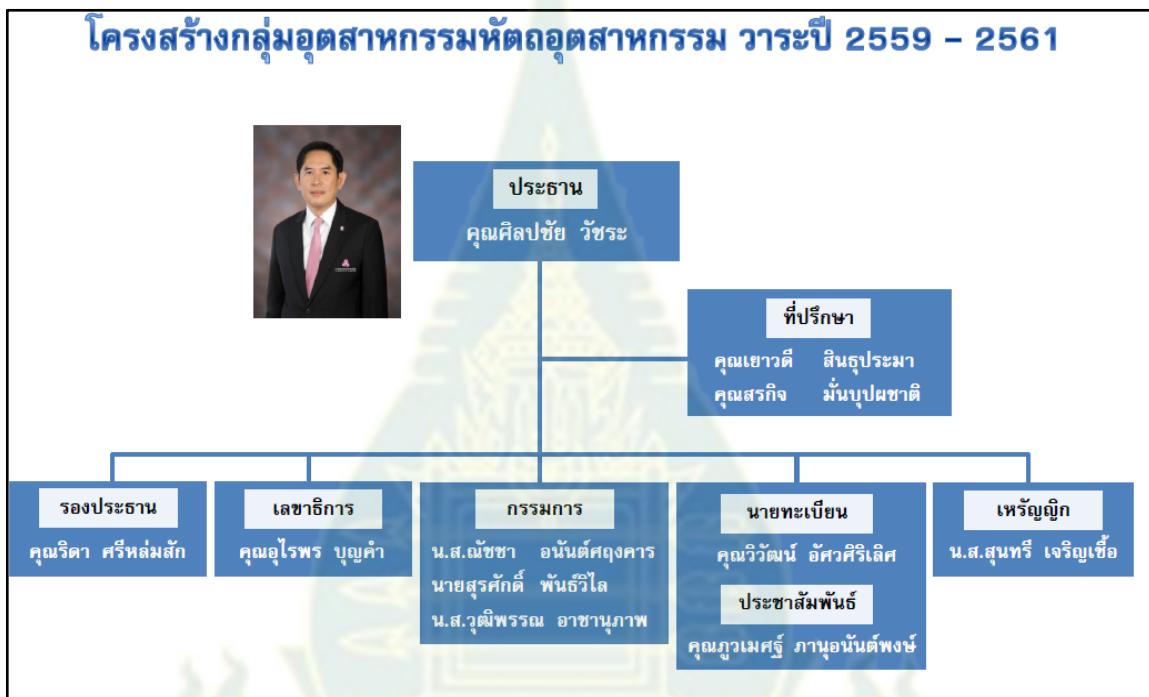 โครงสร้างกลุ่มอุตสาหกรรมหัตถอุตสาหกรรม วาระปี 2559 – 2561
ประธาน
คุณศิลปชัย วัชระ
ที่ปรึกษา
คุณเยาวดี สินธุประมา
คุณสรกิจ มั่นบุปผชาติ
รองประธาน
คุณริดา ศรีหล่มสัก
เลขาธิการ
คุณอุไรพร บุญคำ
กรรมการ
น.ส.ณัชชา อนันต์ศฤงคาร
นายสุรศักดิ์ พันธ์วิไล
น.ส.วุฒิพรรณ อาชานุภาพ
นายทะเบียน
คุณวิวัฒน์ อัศวศิริเลิศ
ประชาสัมพันธ์
คุณภูวเมศฐ์ ภานุอนันต์พงษ์
เหรัญญิก
น.ส.สุนทรี เจริญเชื้อ